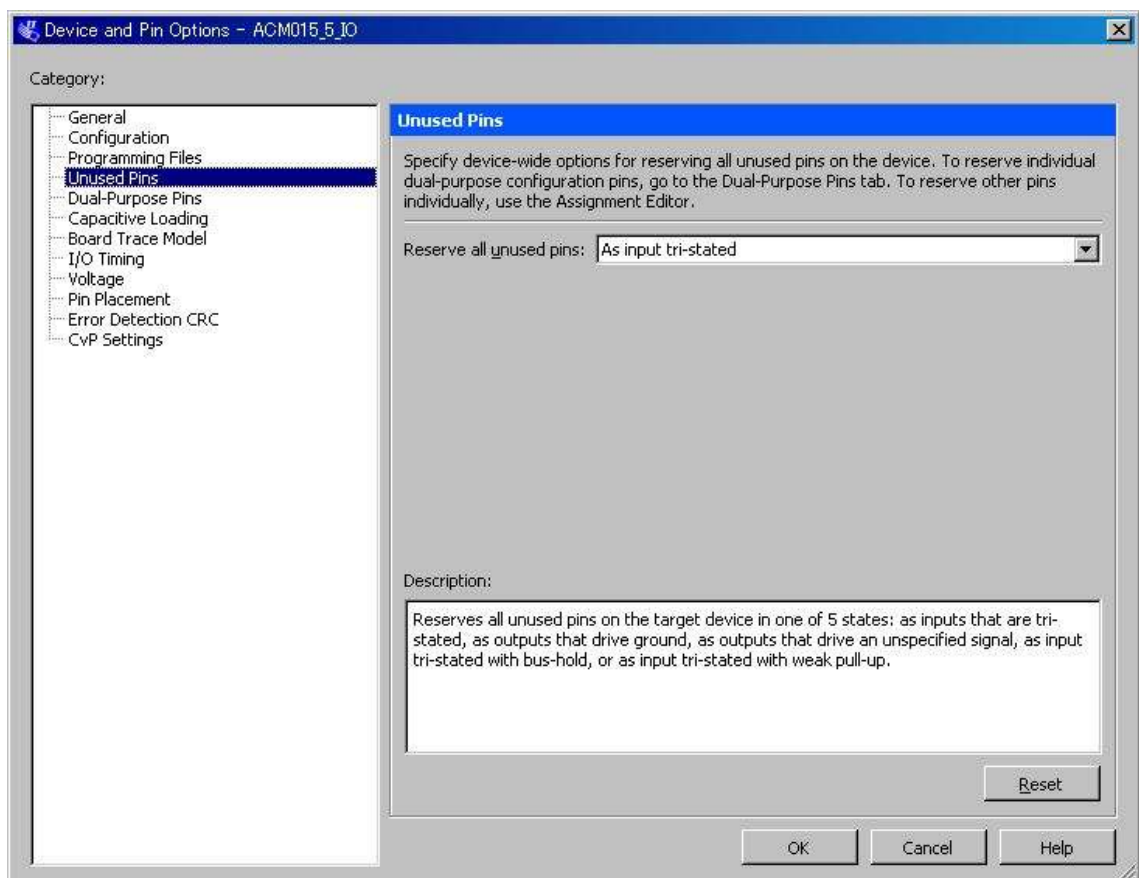 Device and Pin Options - ACM015_5_IO
Category:
General
Configuration
Programming Files
Unused Pins
Dual-Purpose Pins
Capacitive Loading
Board Trace Model
I/O Timing
Voltage
Pin Placement
Error Detection CRC
CvP Settings
Unused Pins
Specify device-wide options for reserving all unused pins on the device. To reserve individual
dual-purpose configuration pins, go to the Dual-Purpose Pins tab. To reserve other pins
individually, use the Assignment Editor.
Reserve all unused pins: As input tri-stated
Description:
Reserves all unused pins on the target device in one of 5 states: as inputs that are tri-
stated, as outputs that drive ground, as outputs that drive an unspecified signal, as input
tri-stated with bus-hold, or as input tri-stated with weak pull-up.
Reset
OK Cancel Help